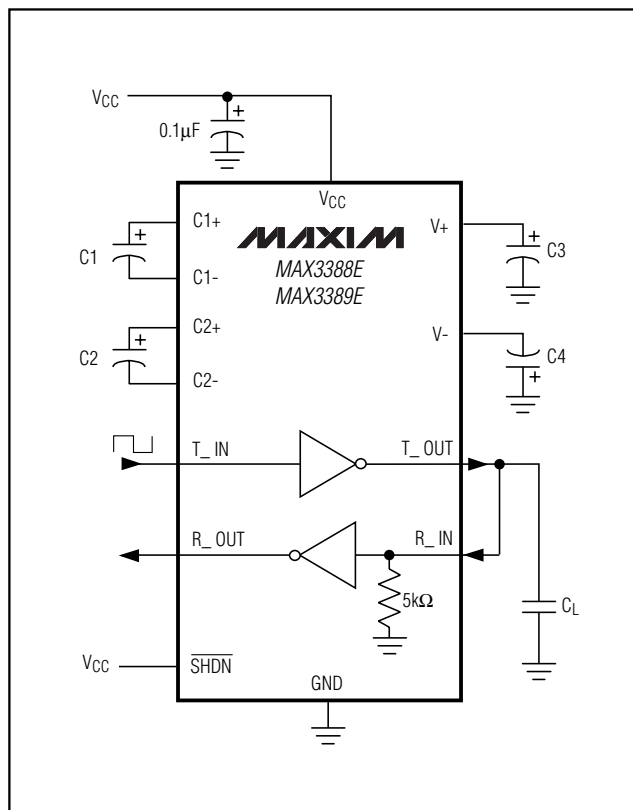 VCC
0.1µF
VCC
C1+
MAXIM
V+
C1
C3
C1-
MAX3388E
MAX3389E
C2+
V-
C2
C4
C2-
T_ IN
T_ OUT
R_ OUT
R_ IN
5kΩ
CL
VCC
SHDN
GND